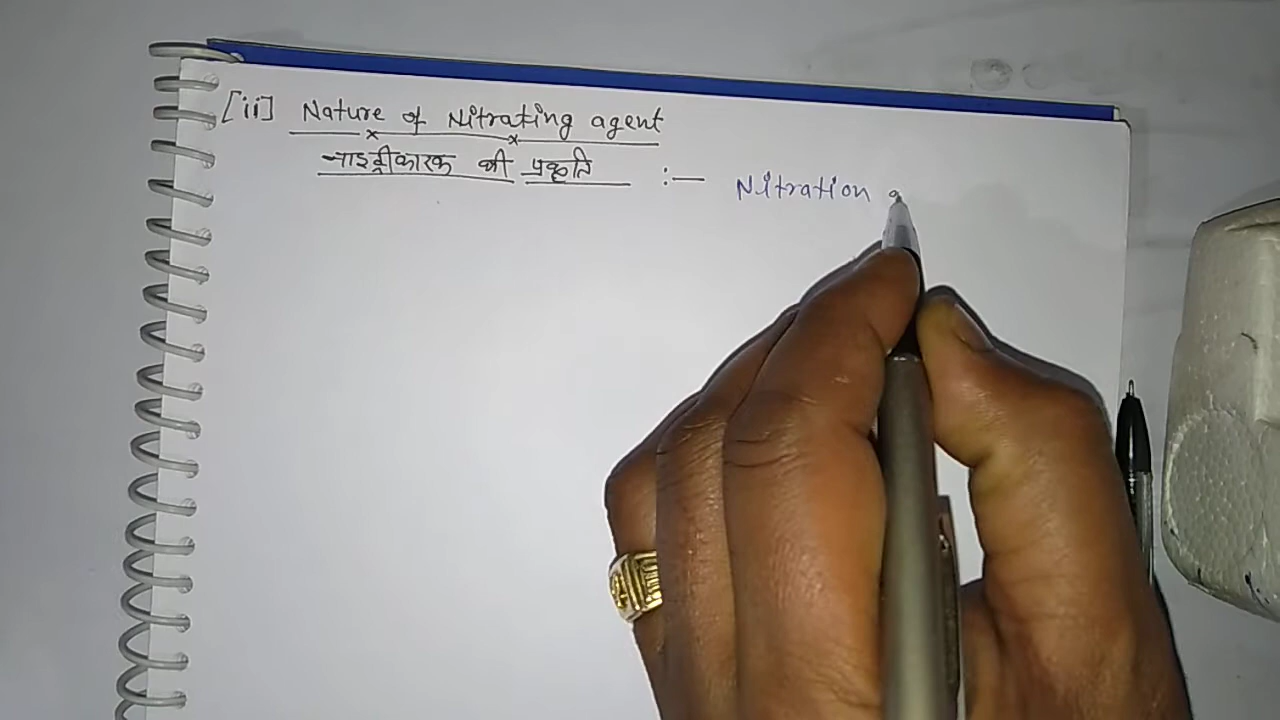 [ii] Nature of Nitrating agent
नाइट्रीकारक की प्रकृति :— Nitration